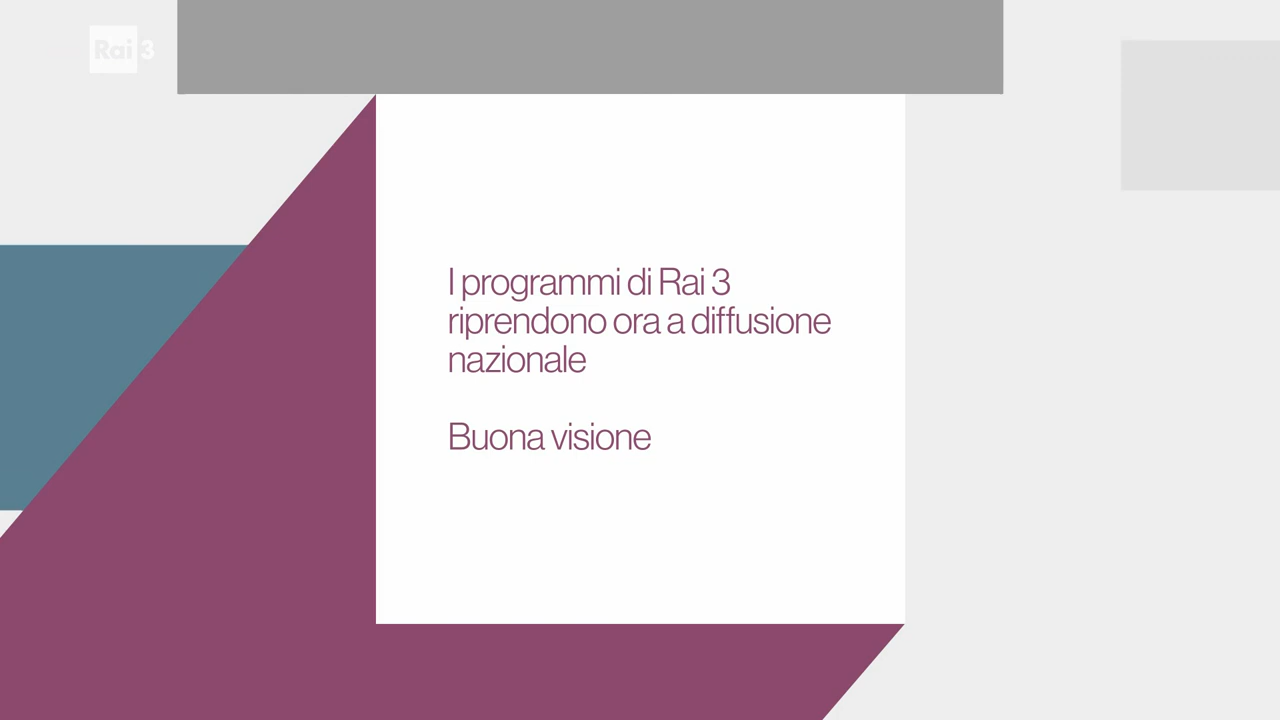 Rai 3
I programmi di Rai 3
riprendono ora a diffusione
nazionale
Buona visione